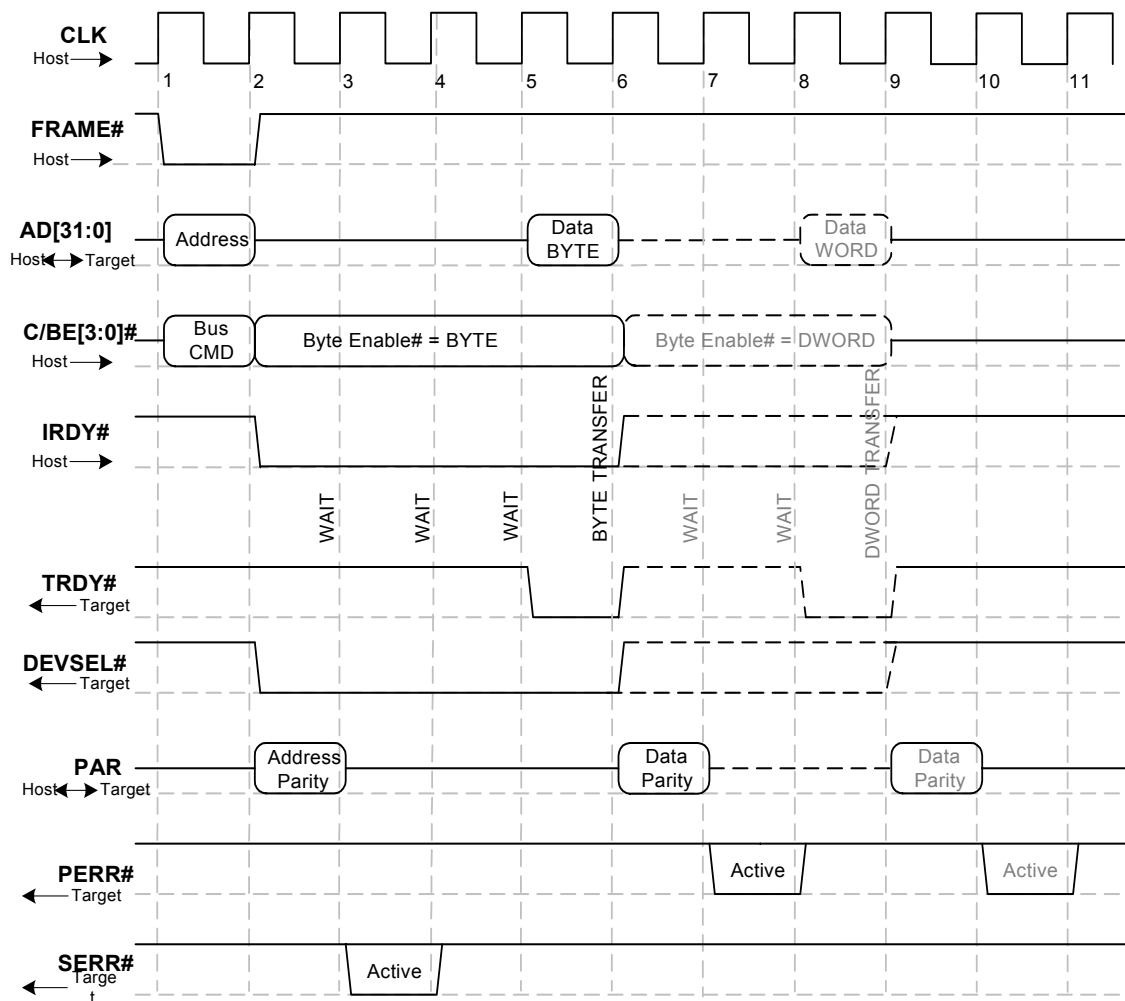 CLK
Host
1 2 3 4 5 6 7 8 9 10 11
FRAME#
Host
AD[31:0]
Host Target
Address
Data
BYTE
Data
WORD
C/BE[3:0]#
Host
Bus
CMD
Byte Enable# = BYTE
Byte Enable# = DWORD
IRDY#
Host
WAIT
WAIT
WAIT
BYTE TRANSFER
WAIT
WAIT
DWORD TRANSFER
TRDY#
Target
DEVSEL#
Target
PAR
Host Target
Address
Parity
Data
Parity
Data
Parity
PERR#
Target
Active
Active
SERR#
Targe
t
Active